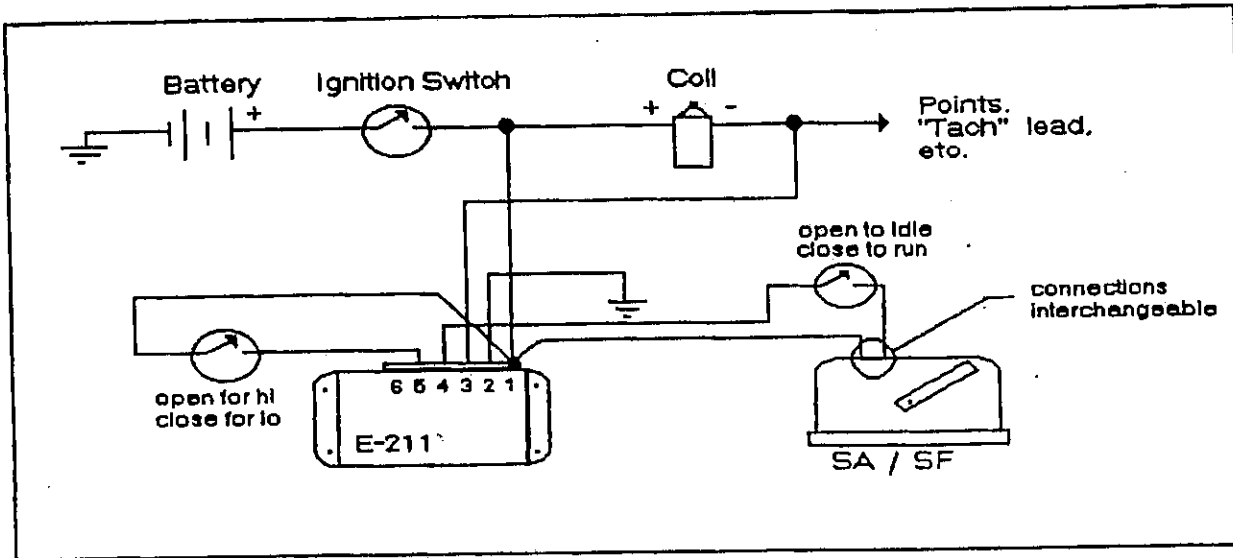 Battery
Ignition Switch
Coil
+
+
-
Points.
"Tach" lead,
etc.
open to idle
close to run
connections
interchangeable
6 5 4 3 2 1
open for hi
close for lo
E-211
SA / SF